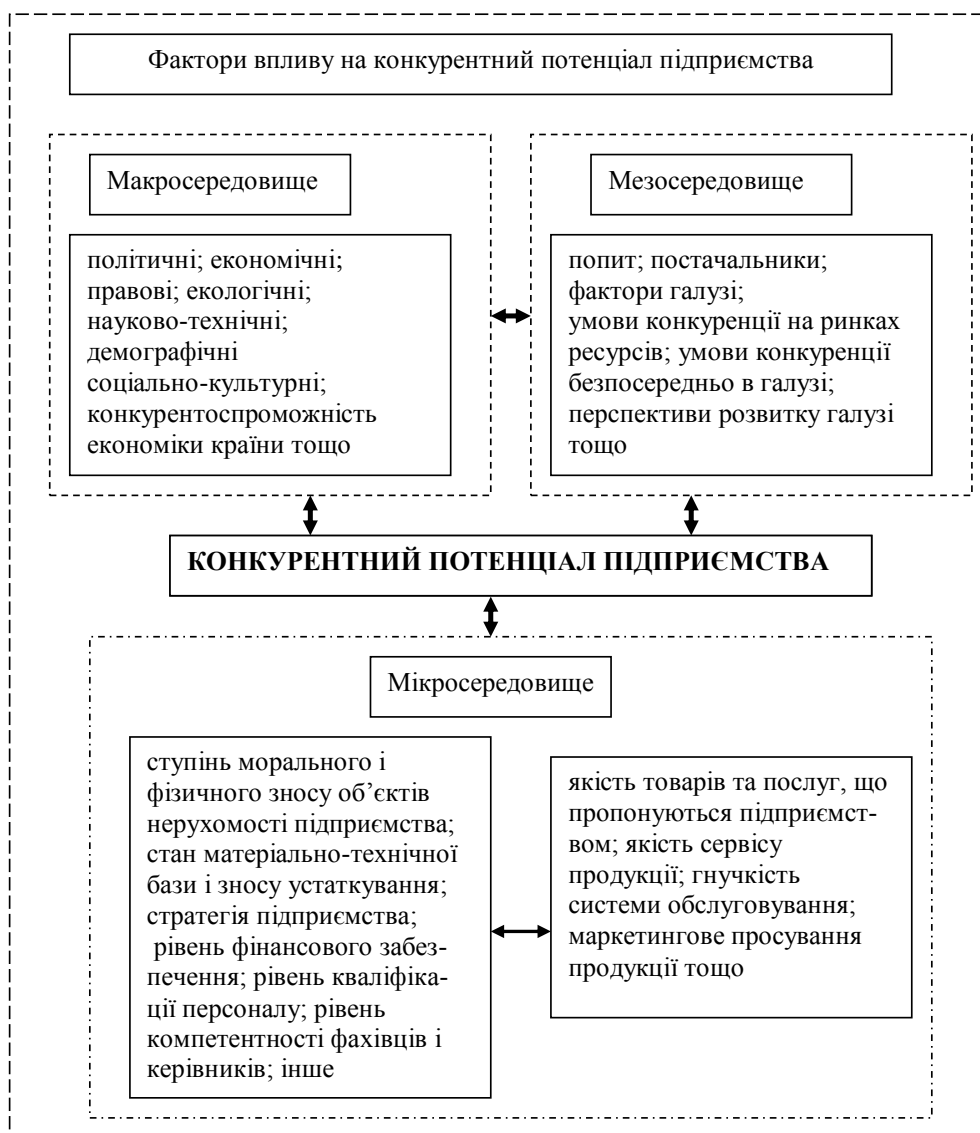 Фактори впливу на конкурентний потенціал підприємства
Макросередовище
політичні; економічні;
правові; екологічні;
науково-технічні;
демографічні
соціально-культурні;
конкурентоспроможність
економіки країни тощо
Мезосередовище
попит; постачальники;
фактори галузі;
умови конкуренції на ринках
ресурсів; умови конкуренції
безпосередньо в галузі;
перспективи розвитку галузі
тощо
КОНКУРЕНТНИЙ ПОТЕНЦІАЛ ПІДПРИЄМСТВА
Мікросередовище
ступінь морального і
фізичного зносу об’єктів
нерухомості підприємства;
стан матеріально-технічної
бази і зносу устаткування;
стратегія підприємства;
рівень фінансового забез-
печення; рівень кваліфіка-
ції персоналу; рівень
компетентності фахівців і
керівників; інше
якість товарів та послуг, що
пропонуються підприємст-
вом; якість сервісу
продукції; гнучкість
системи обслуговування;
маркетингове просування
продукції тощо